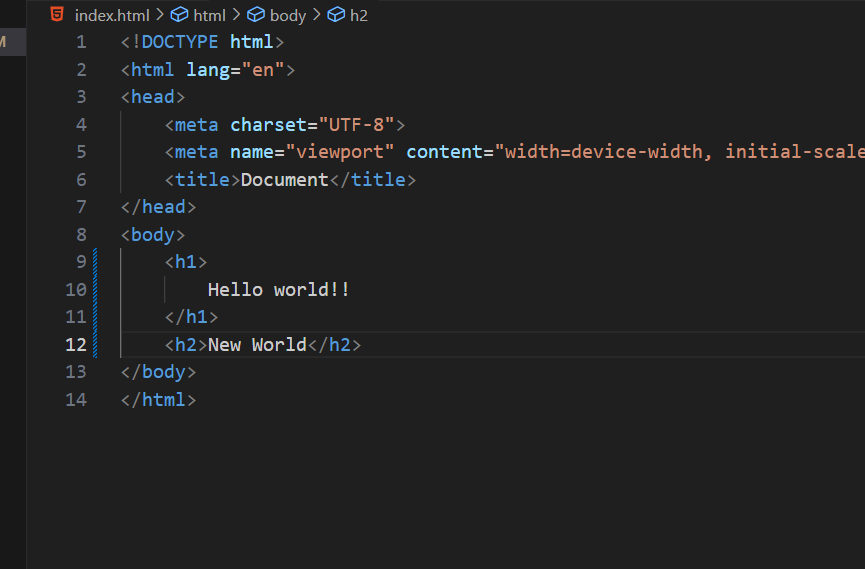 M
index.html > html > body > h2
1 <!DOCTYPE html>
2 <html lang="en">
3 <head>
4     <meta charset="UTF-8">
5     <meta name="viewport" content="width=device-width, initial-scale
6     <title>Document</title>
7 </head>
8 <body>
9     <h1>
10         Hello world!!
11     </h1>
12     <h2>New World</h2>
13 </body>
14 </html>